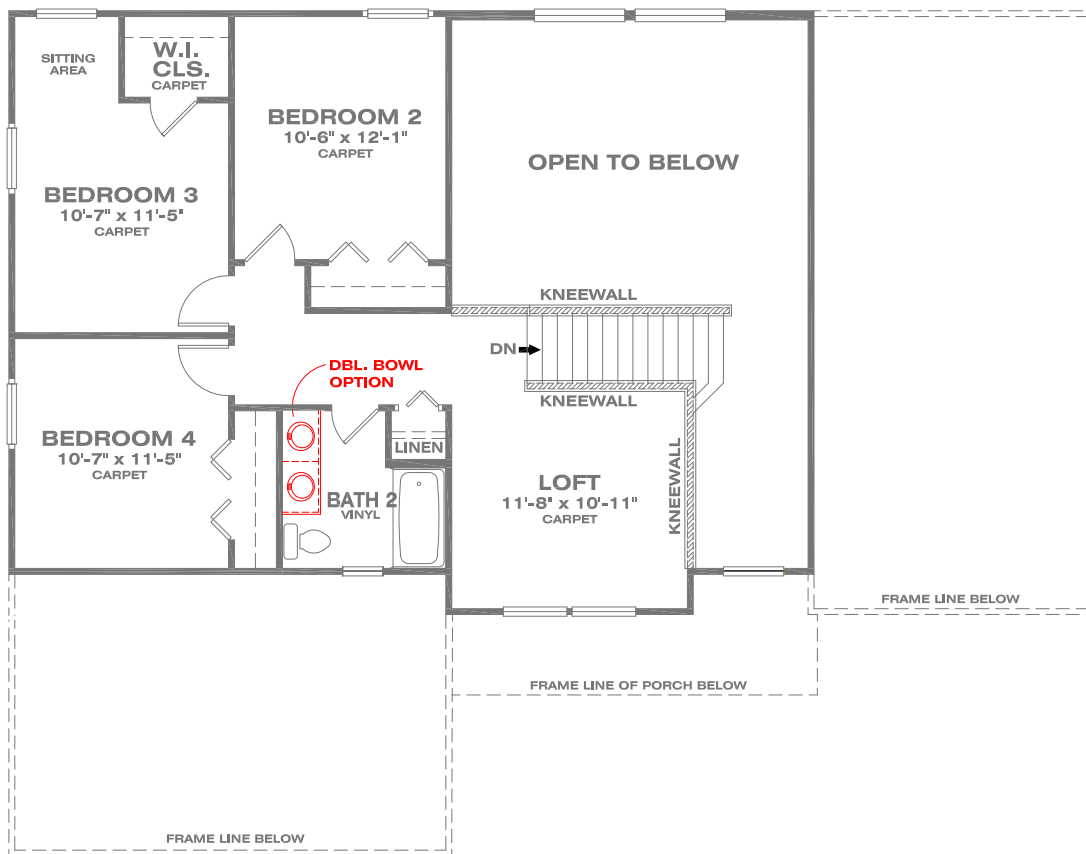 SITTING
AREA
W.I.
CLS.
CARPET
BEDROOM 2
10'-6" x 12'-1"
CARPET
OPEN TO BELOW
BEDROOM 3
10'-7" x 11'-5"
CARPET
KNEEWALL
DN
KNEEWALL
DBL. BOWL
OPTION
BEDROOM 4
10'-7" x 11'-5"
CARPET
LINEN
BATH 2
VINYL
LOFT
11'-8" x 10'-11"
CARPET
KNEEWALL
FRAME LINE BELOW
FRAME LINE OF PORCH BELOW
FRAME LINE BELOW